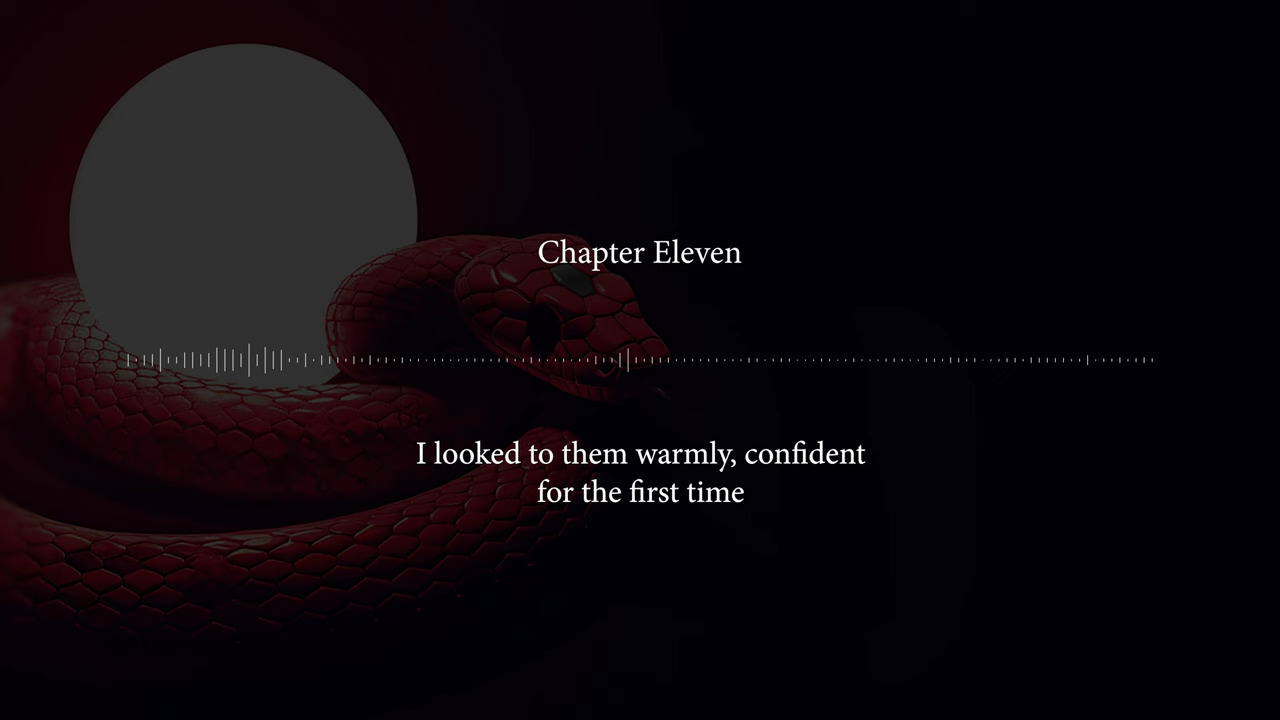 Chapter Eleven
I looked to them warmly, confident
for the first time